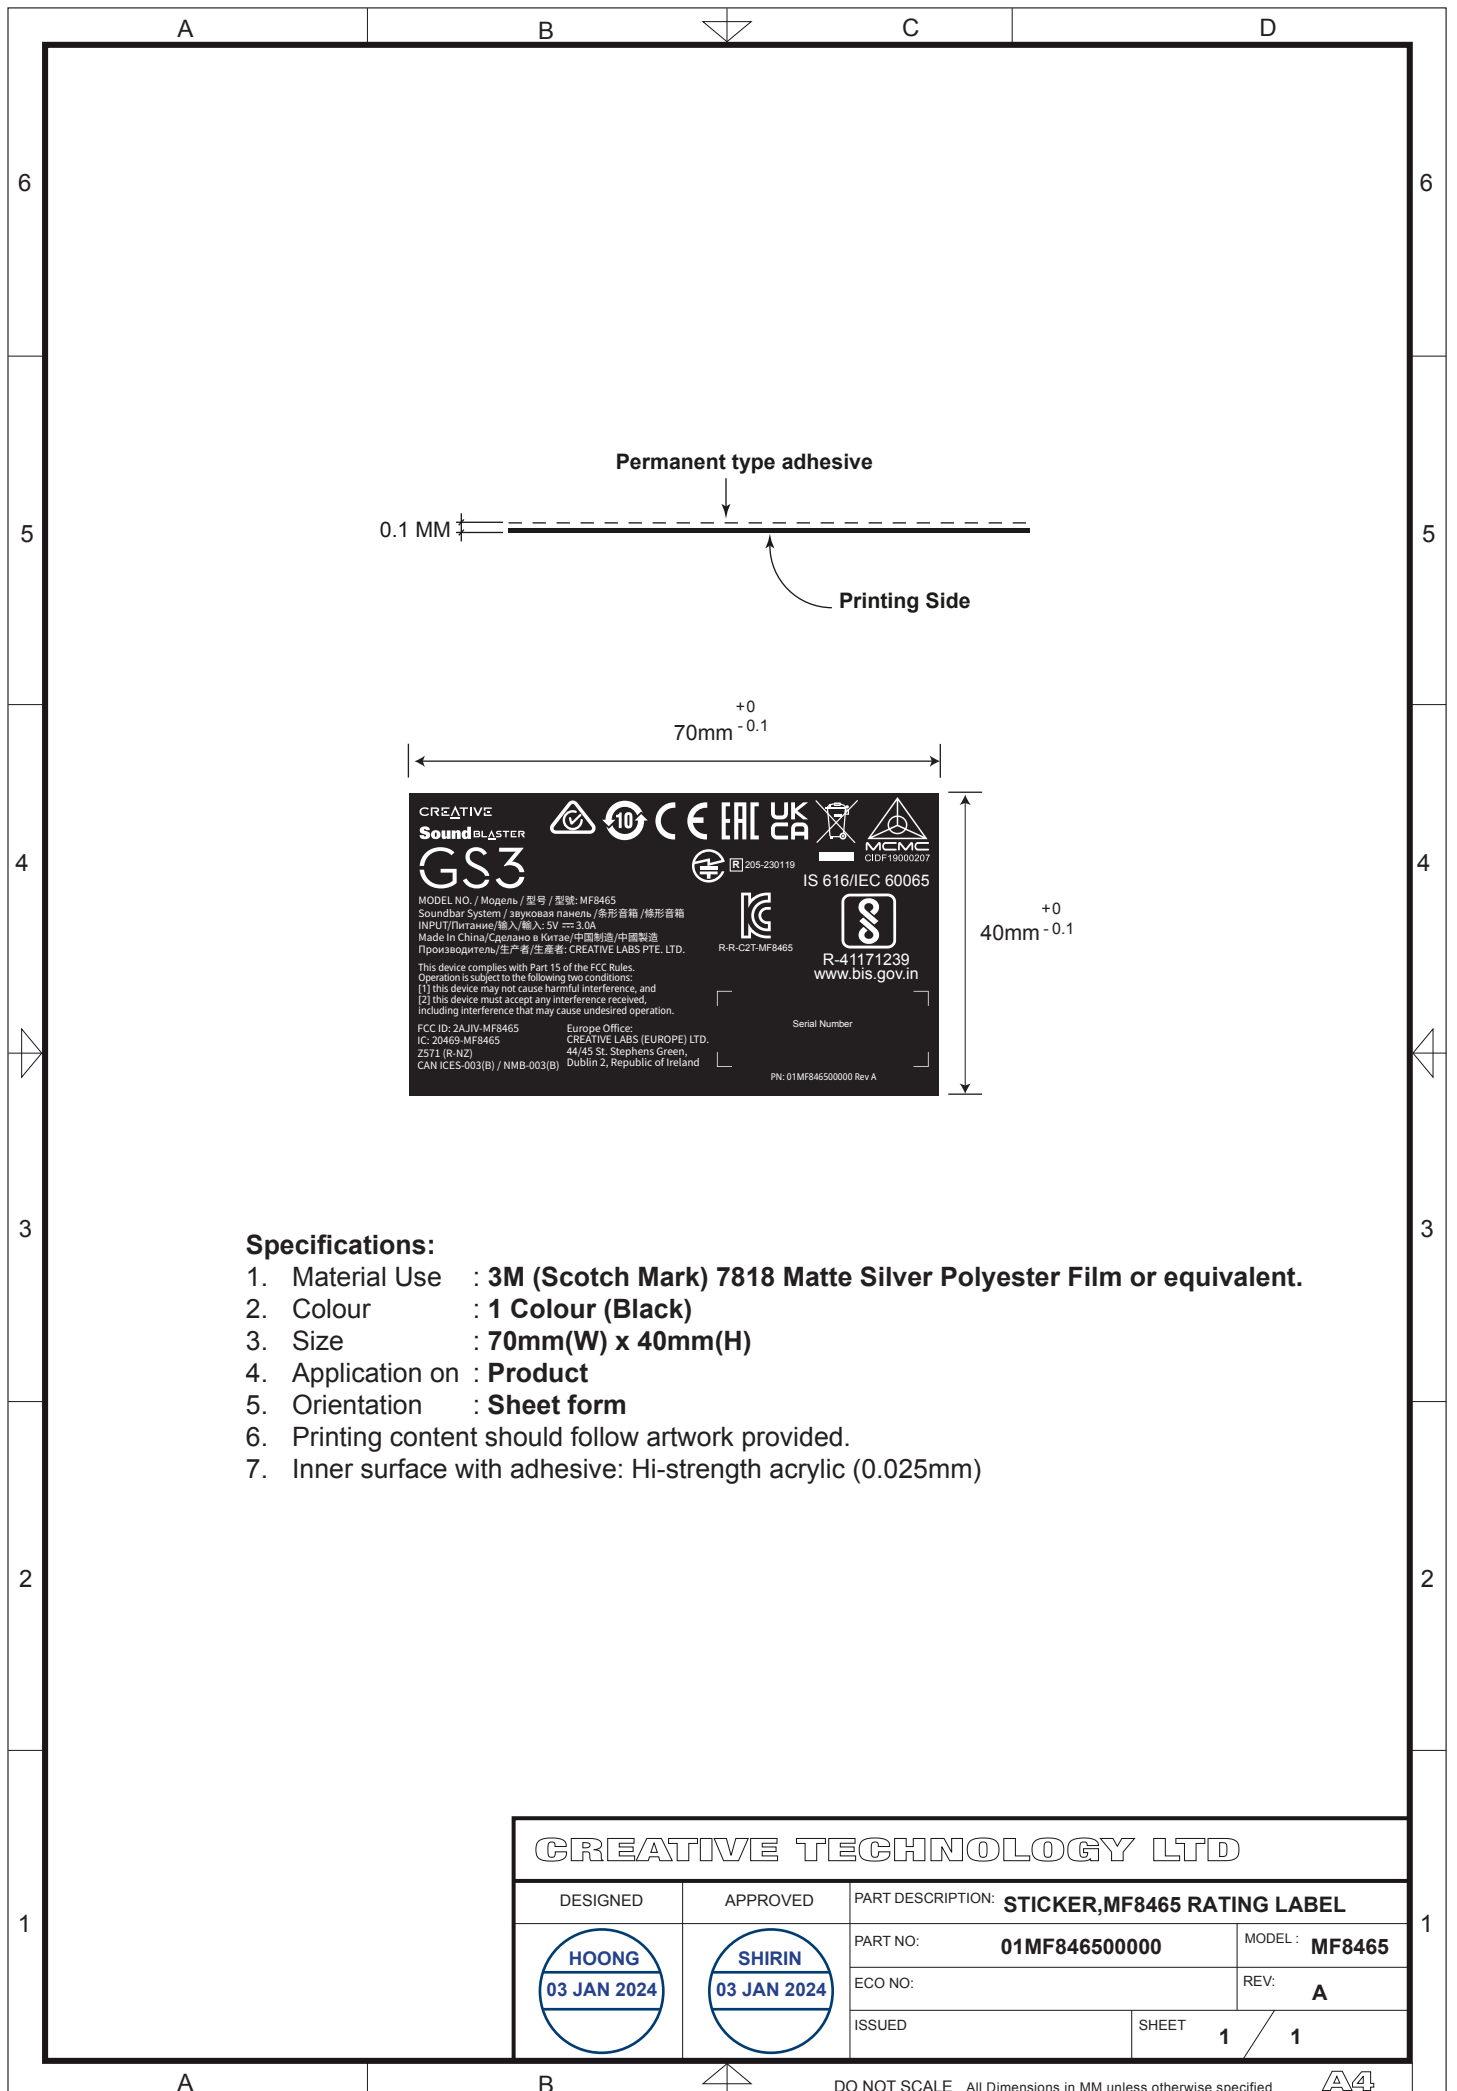 A B C D
6 6
Permanent type adhesive
5 0.1 MM 5
Printing Side
+0
70mm - 0.1
CREATIVE
Sound BLASTER
GS3
10 CE EAC UK CA
MCMC
CIDF19000207
R 205-230119
IS 616/IEC 60065
4 4
MODEL NO. / Модель / 型号 / 型號: MF8465
Soundbar System / звуковая панель /条形音箱 /條形音箱
INPUT/Питание/输入/輸入: 5V ⎓ 3.0A
Made In China/Сделано в Китае/中国制造/中國製造
Производитель/生产者/生產者: CREATIVE LABS PTE. LTD.
R-R-C2T-MF8465
R-41171239
www.bis.gov.in
+0
40mm - 0.1
This device complies with Part 15 of the FCC Rules.
Operation is subject to the following two conditions:
[1] this device may not cause harmful interference, and
[2] this device must accept any interference received,
including interference that may cause undesired operation.
FCC ID: 2AJIV-MF8465
IC: 20469-MF8465
Z571 (R-NZ)
CAN ICES-003(B) / NMB-003(B)
Europe Office:
CREATIVE LABS (EUROPE) LTD.
44/45 St. Stephens Green,
Dublin 2, Republic of Ireland
Serial Number
PN: 01MF846500000 Rev A
3 3
Specifications:
1. Material Use : 3M (Scotch Mark) 7818 Matte Silver Polyester Film or equivalent.
2. Colour : 1 Colour (Black)
3. Size : 70mm(W) x 40mm(H)
4. Application on : Product
5. Orientation : Sheet form
6. Printing content should follow artwork provided.
7. Inner surface with adhesive: Hi-strength acrylic (0.025mm)
2 2
CREATIVE TECHNOLOGY LTD
DESIGNED APPROVED PART DESCRIPTION: STICKER,MF8465 RATING LABEL
1 1
HOONG
03 JAN 2024
SHIRIN
03 JAN 2024
PART NO: 01MF846500000 MODEL : MF8465
ECO NO: REV: A
ISSUED SHEET 1 / 1
A B DO NOT SCALE All Dimensions in MM unless otherwise specified A4